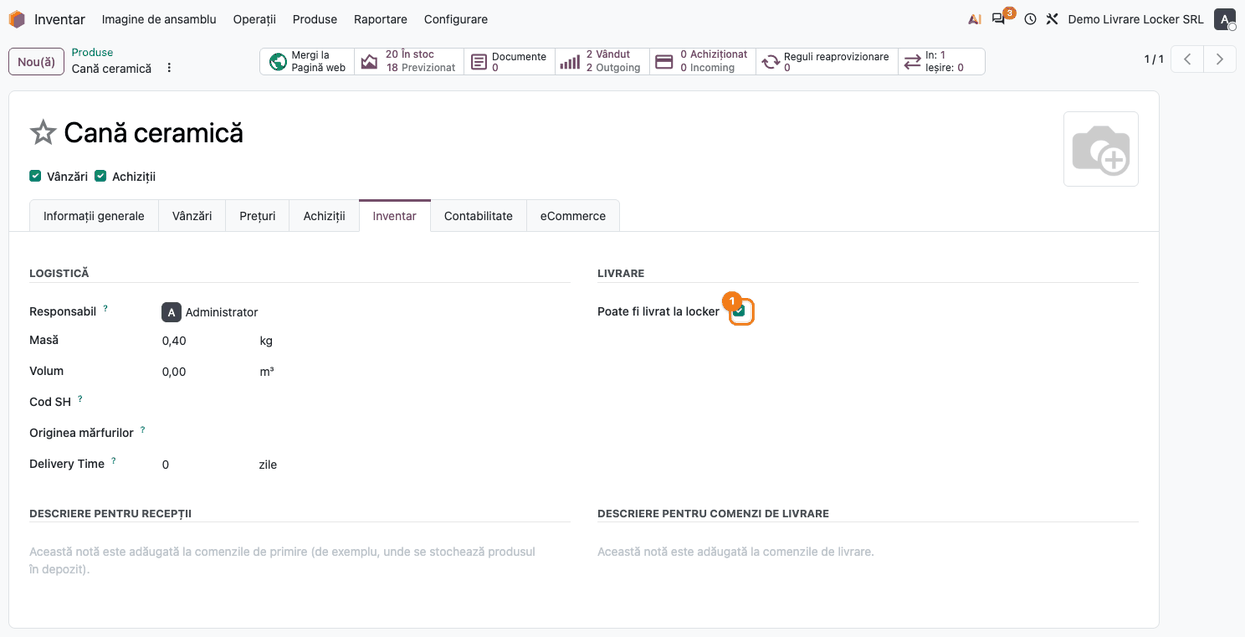 Inventar Imagine de ansamblu Operații Produse Raportare Configurare AI 3 Demo Livrare Locker SRL A
Nou(ă) Produse
Cană ceramică
Mergi la Pagină web
20 În stoc
18 Previzionat
Documente
0
2 Vândut
2 Outgoing
0 Achiziționat
0 Incoming
Reguli reaprovizionare
0
In: 1
Ieșire: 0
1 / 1
Cană ceramică
Vânzări Achiziții
Informații generale Vânzări Prețuri Achiziții Inventar Contabilitate eCommerce
LOGISTICĂ
Responsabil ? A Administrator
Masă 0,40 kg
Volum 0,00 m³
Cod SH ?
Originea mărfurilor ?
Delivery Time ? 0 zile
LIVRARE
Poate fi livrat la locker 1
DESCRIERE PENTRU RECEPȚII
Această notă este adăugată la comenzile de primire (de exemplu, unde se stochează produsul
în depozit).
DESCRIERE PENTRU COMENZI DE LIVRARE
Această notă este adăugată la comenzile de livrare.